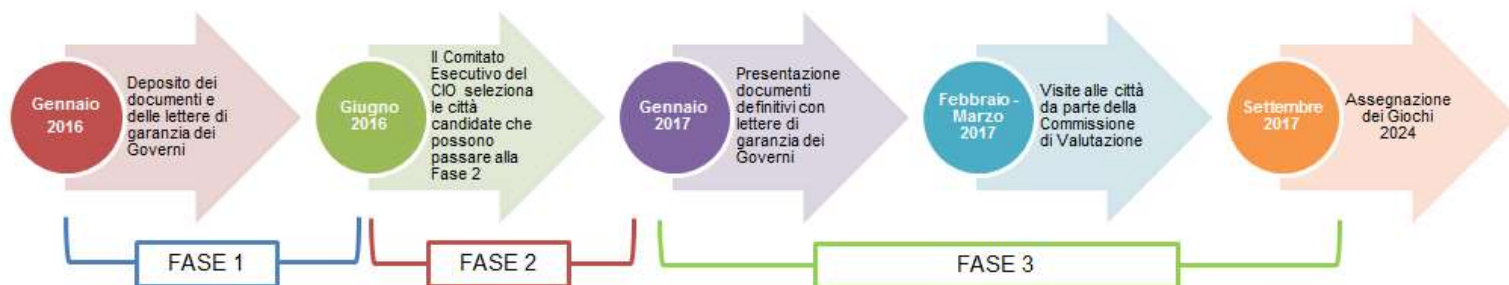 Gennaio
2016
Deposito dei
documenti e
delle lettere di
garanzia dei
Governi
Giugno
2016
Il Comitato
Esecutivo del
CIO seleziona
le città
candidate che
possono
passare alla
Fase 2
Gennaio
2017
Presentazione
documenti
definitivi con
lettere di
garanzia dei
Governi
Febbraio -
Marzo
2017
Visite alle città
da parte della
Commissione
di Valutazione
Settembre
2017
Assegnazione
dei Giochi
2024
FASE 1
FASE 2
FASE 3